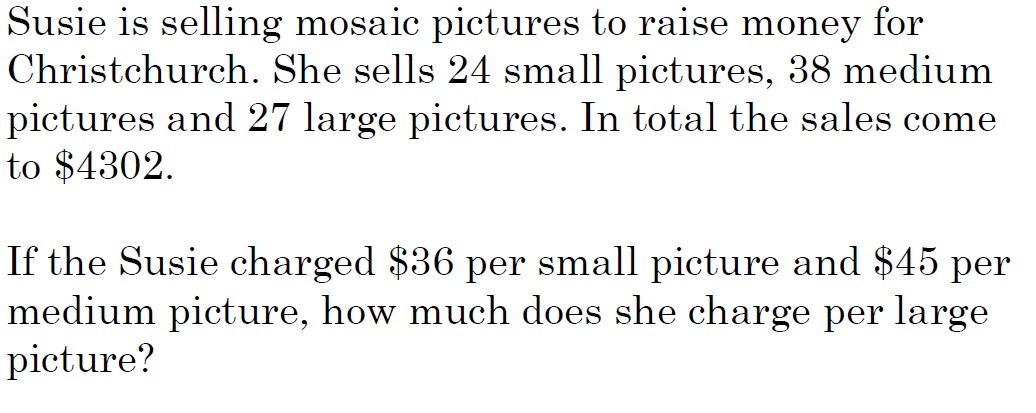 Susie is selling mosaic pictures to raise money for
Christchurch. She sells 24 small pictures, 38 medium
pictures and 27 large pictures. In total the sales come
to $4302.
If the Susie charged $36 per small picture and $45 per
medium picture, how much does she charge per large
picture?